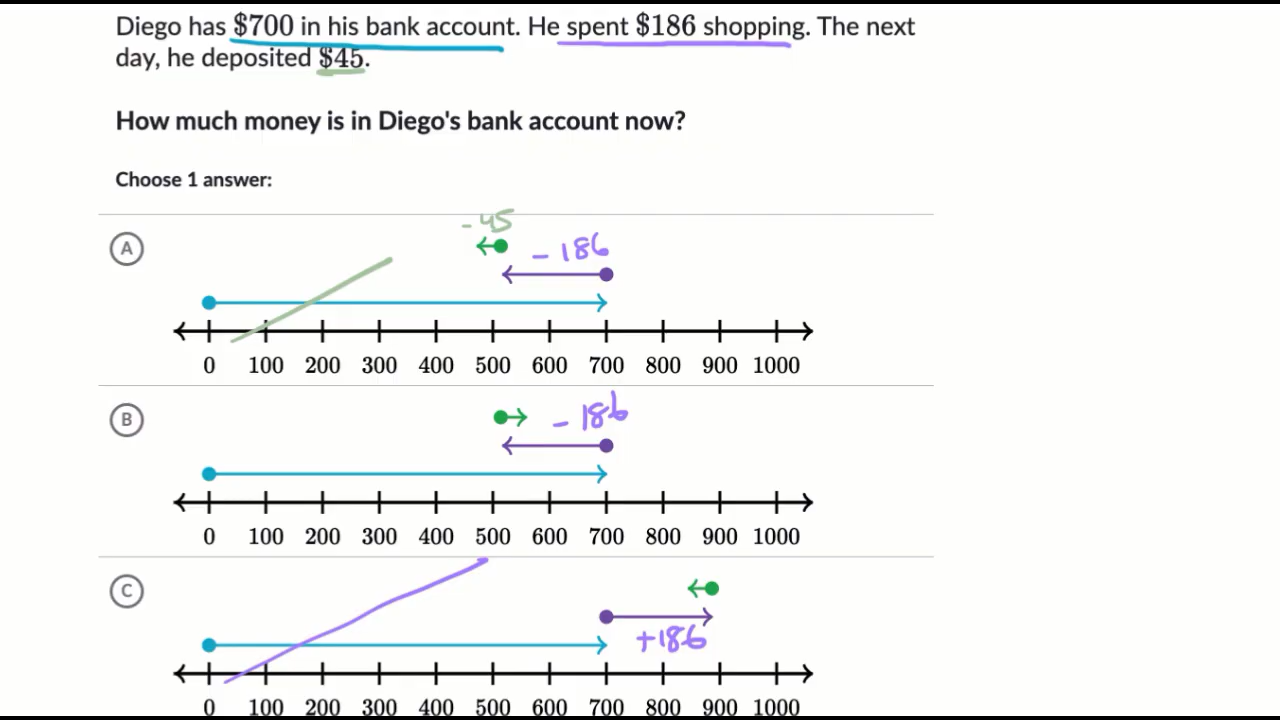 Diego has $700 in his bank account. He spent $186 shopping. The next
day, he deposited $45.
How much money is in Diego's bank account now?
Choose 1 answer:
A
- 45
- 186
0 100 200 300 400 500 600 700 800 900 1000
B
- 186
0 100 200 300 400 500 600 700 800 900 1000
C
+186
0 100 200 300 400 500 600 700 800 900 1000